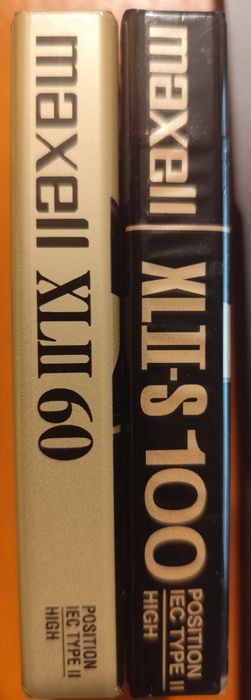 maxell XLII 60
POSITION
IEC TYPE II
HIGH
maxell XLII-S 100
POSITION
IEC TYPE II
HIGH